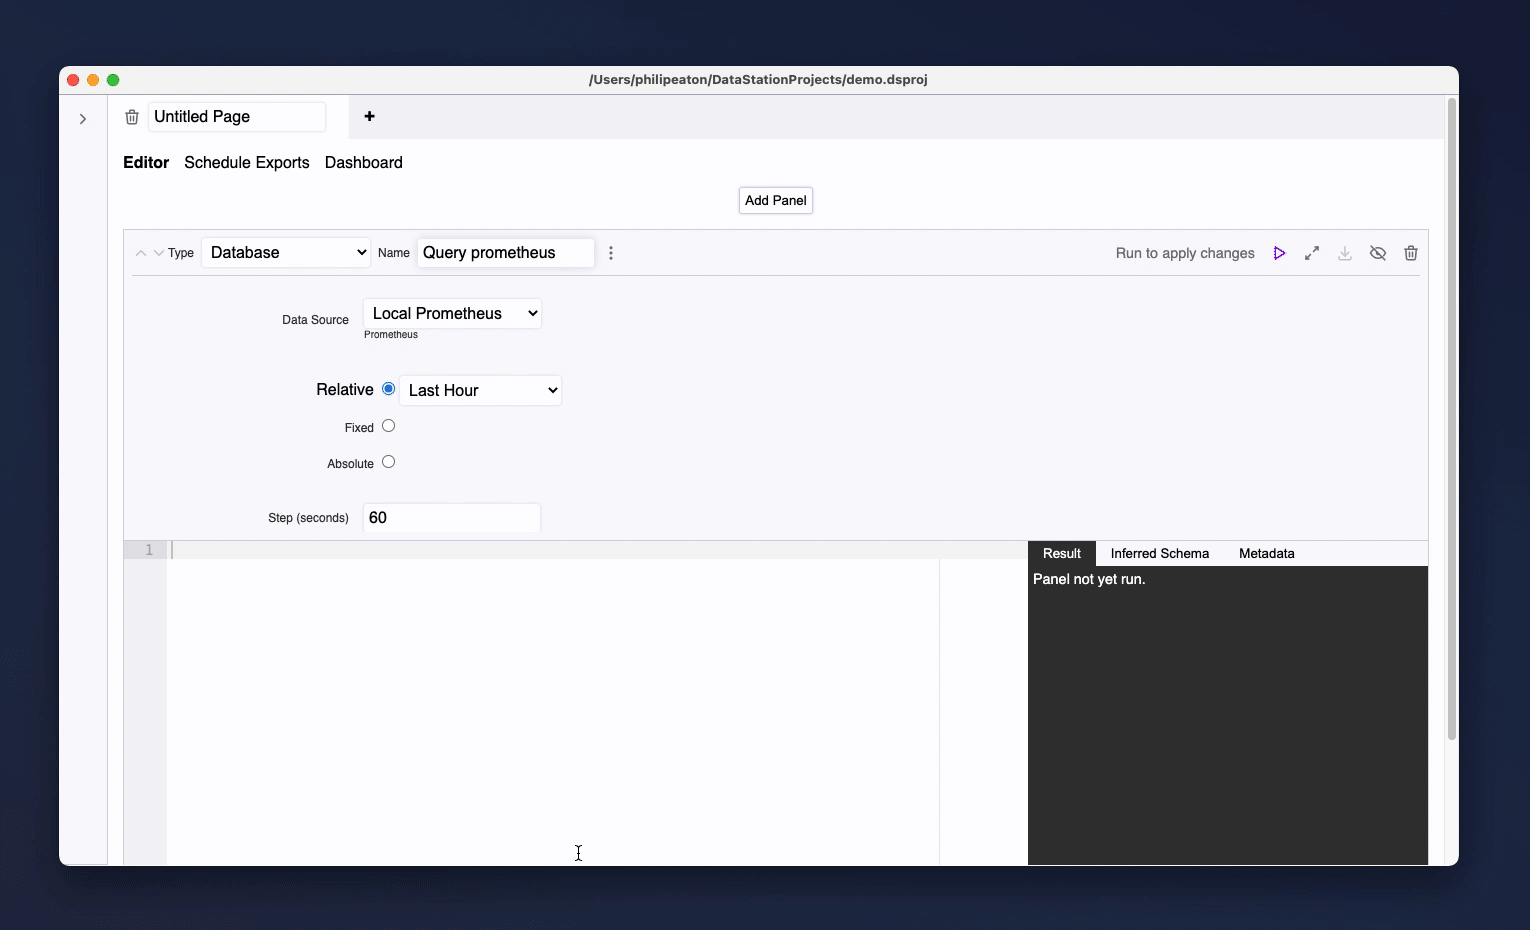 /Users/philipeaton/DataStationProjects/demo.dsproj
Untitled Page +
Editor Schedule Exports Dashboard
Add Panel
Type Database Name Query prometheus Run to apply changes
Data Source Local Prometheus
Prometheus
Relative Last Hour
Fixed
Absolute
Step (seconds) 60
1
Result Inferred Schema Metadata
Panel not yet run.